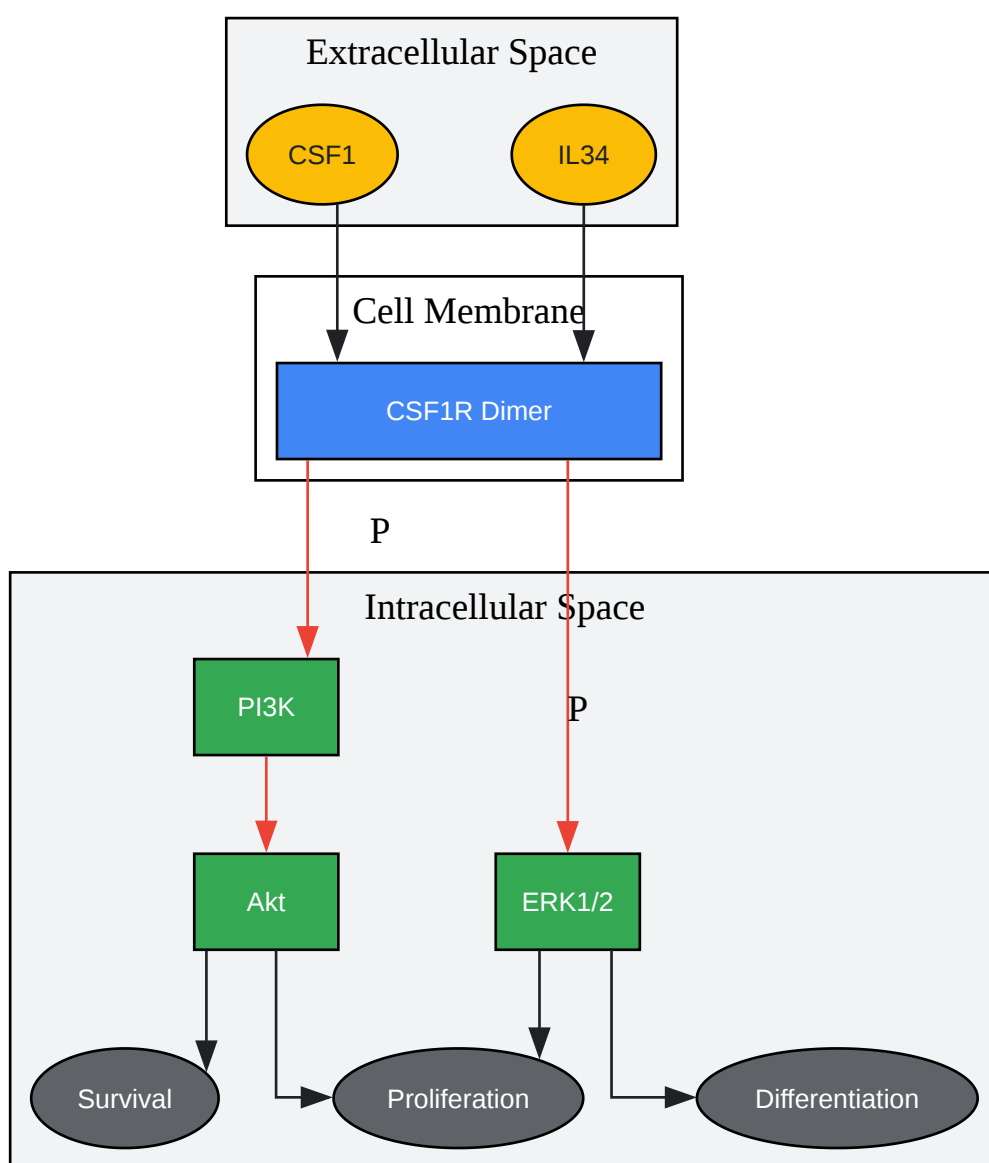 Extracellular Space
CSF1
IL34
Cell Membrane
CSF1R Dimer
P
Intracellular Space
PI3K
P
Akt
ERK1/2
Survival
Proliferation
Differentiation